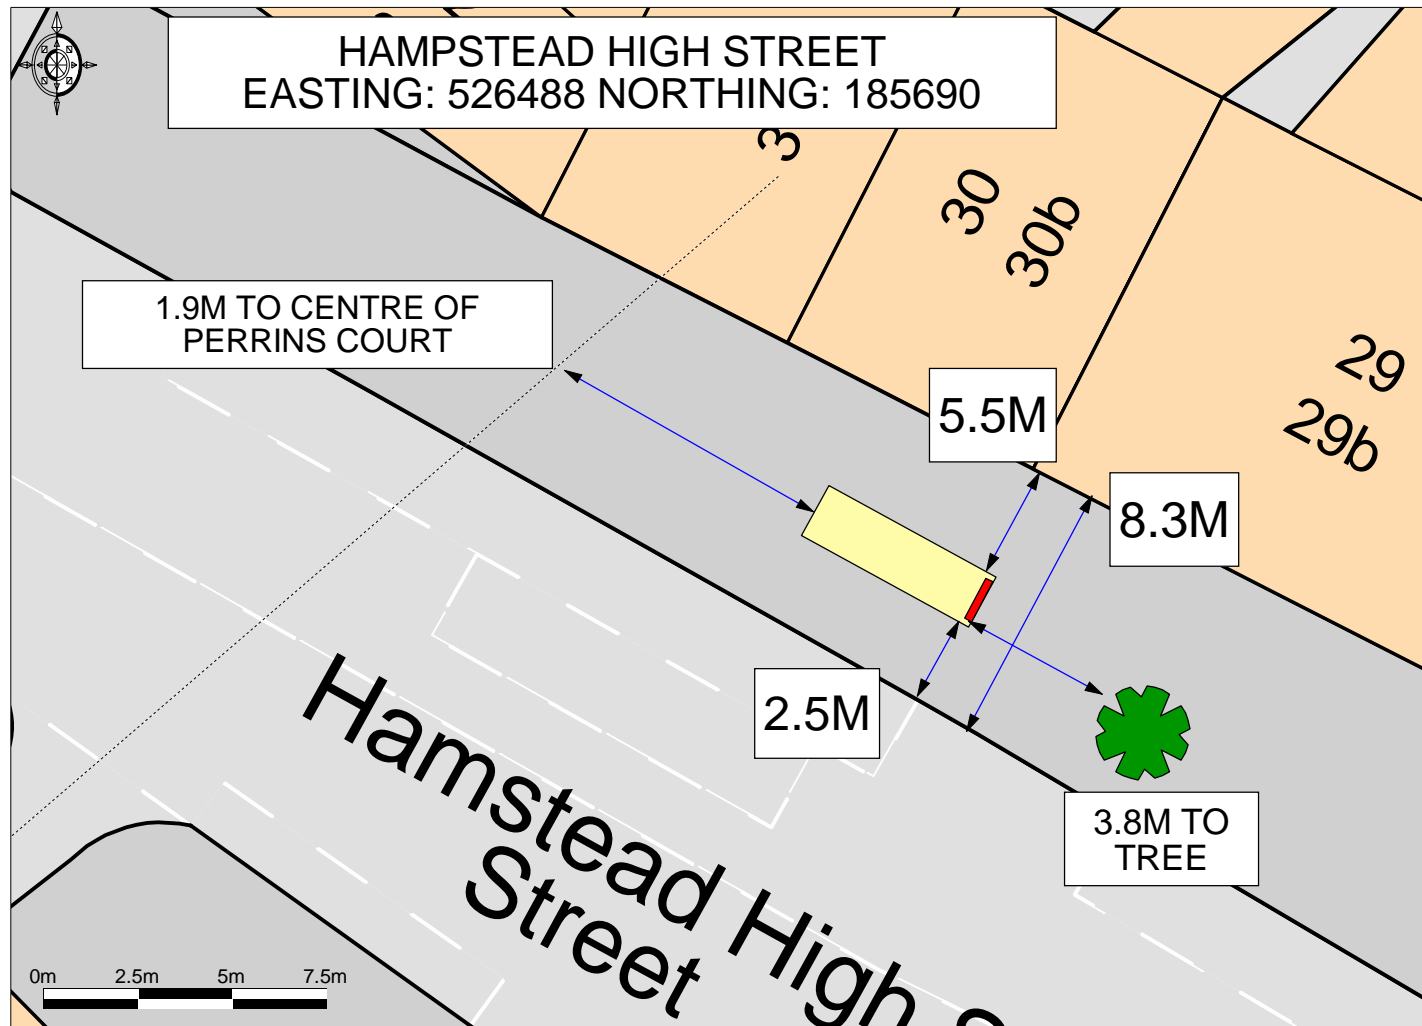 HAMPSTEAD HIGH STREET
EASTING: 526488 NORTHING: 185690
3
30
30b
29
29b
1.9M TO CENTRE OF
PERRINS COURT
5.5M
8.3M
2.5M
3.8M TO
TREE
Hamstead High
Street
0m 2.5m 5m 7.5m